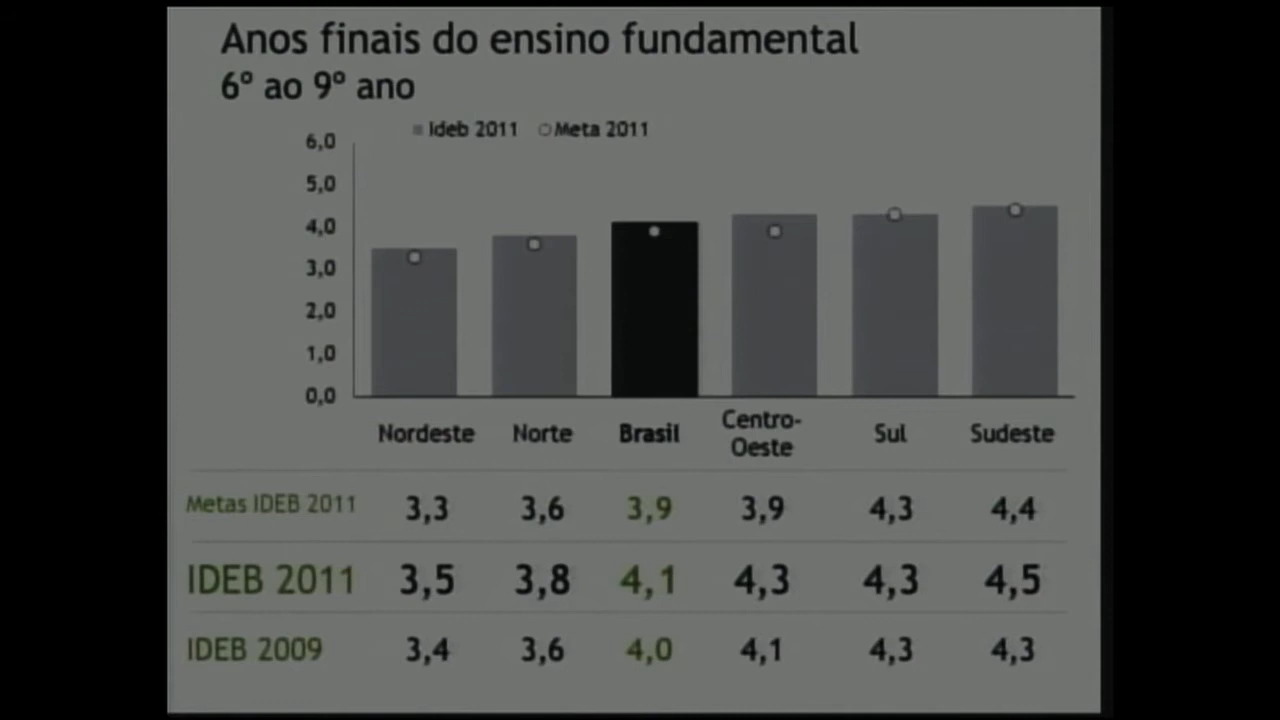 Anos finais do ensino fundamental
6º ao 9º ano
Ideb 2011 Meta 2011
6,0
5,0
4,0
3,0
2,0
1,0
0,0
Nordeste Norte Brasil Centro-Oeste Sul Sudeste
Metas IDEB 2011 3,3 3,6 3,9 3,9 4,3 4,4
IDEB 2011 3,5 3,8 4,1 4,3 4,3 4,5
IDEB 2009 3,4 3,6 4,0 4,1 4,3 4,3